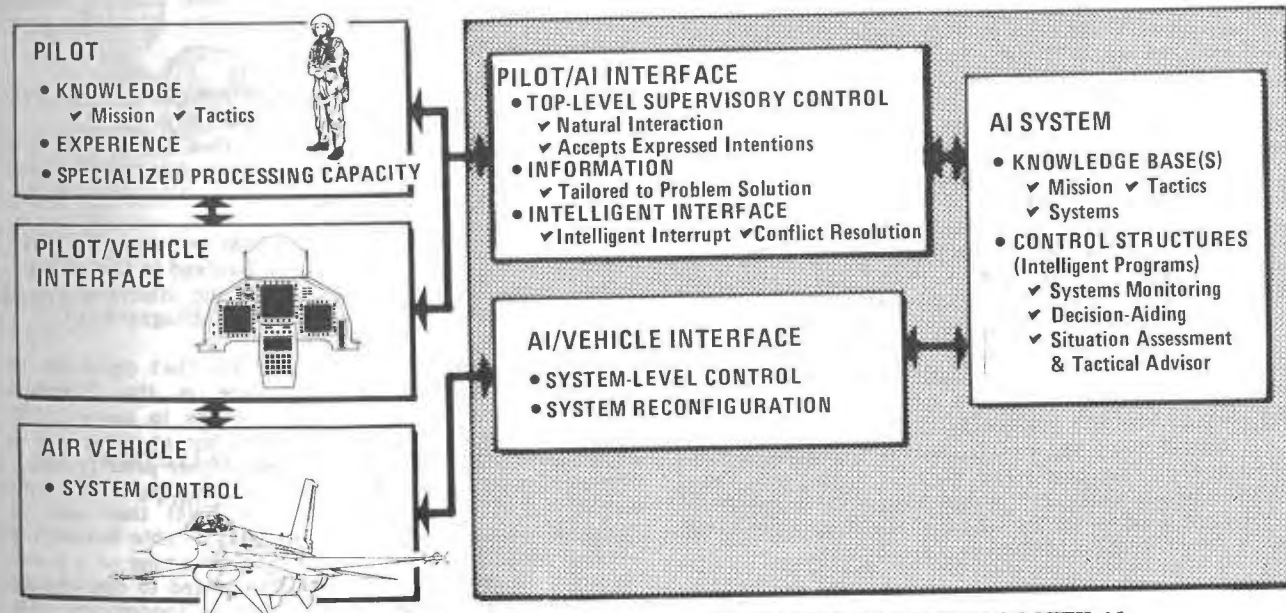 PILOT
• KNOWLEDGE
✔ Mission ✔ Tactics
• EXPERIENCE
• SPECIALIZED PROCESSING CAPACITY
PILOT/VEHICLE
INTERFACE
AIR VEHICLE
• SYSTEM CONTROL
PILOT/AI INTERFACE
• TOP-LEVEL SUPERVISORY CONTROL
✔ Natural Interaction
✔ Accepts Expressed Intentions
• INFORMATION
✔ Tailored to Problem Solution
• INTELLIGENT INTERFACE
✔ Intelligent Interrupt ✔ Conflict Resolution
AI/VEHICLE INTERFACE
• SYSTEM-LEVEL CONTROL
• SYSTEM RECONFIGURATION
AI SYSTEM
• KNOWLEDGE BASE(S)
✔ Mission ✔ Tactics
✔ Systems
• CONTROL STRUCTURES
(Intelligent Programs)
✔ Systems Monitoring
✔ Decision-Aiding
✔ Situation Assessment
& Tactical Advisor